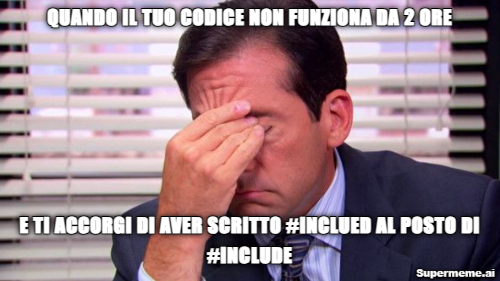 QUANDO IL TUO CODICE NON FUNZIONA DA 2 ORE
E TI ACCORGI DI AVER SCRITTO #INCLUED AL POSTO DI
#INCLUDE
Supermeme.ai